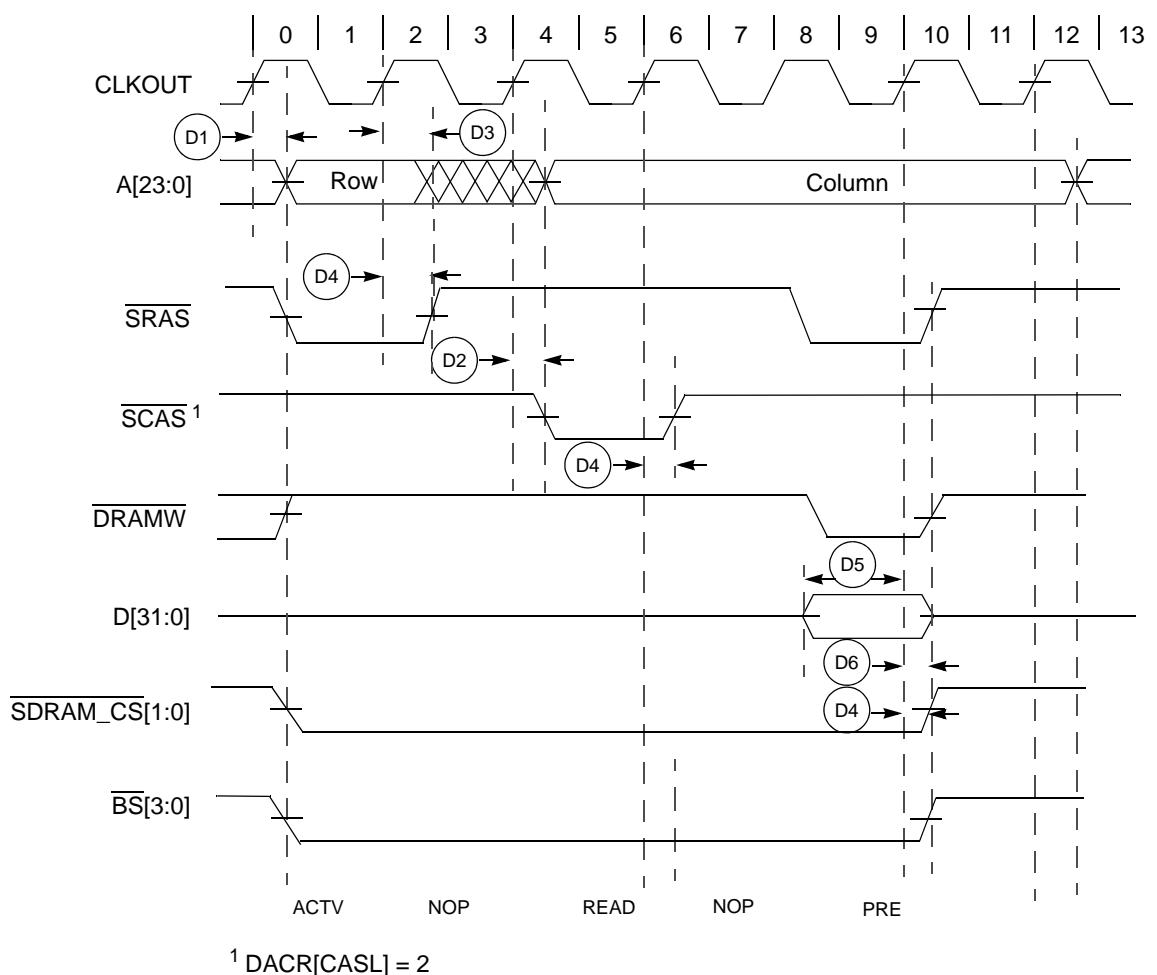 0 1 2 3 4 5 6 7 8 9 10 11 12 13
CLKOUT
D1
D3
A[23:0]
Row
Column
D4
SRAS
D2
SCAS 1
D4
DRAMW
D5
D[31:0]
D6
SDRAM_CS[1:0]
D4
BS[3:0]
ACTV NOP READ NOP PRE
1 DACR[CASL] = 2